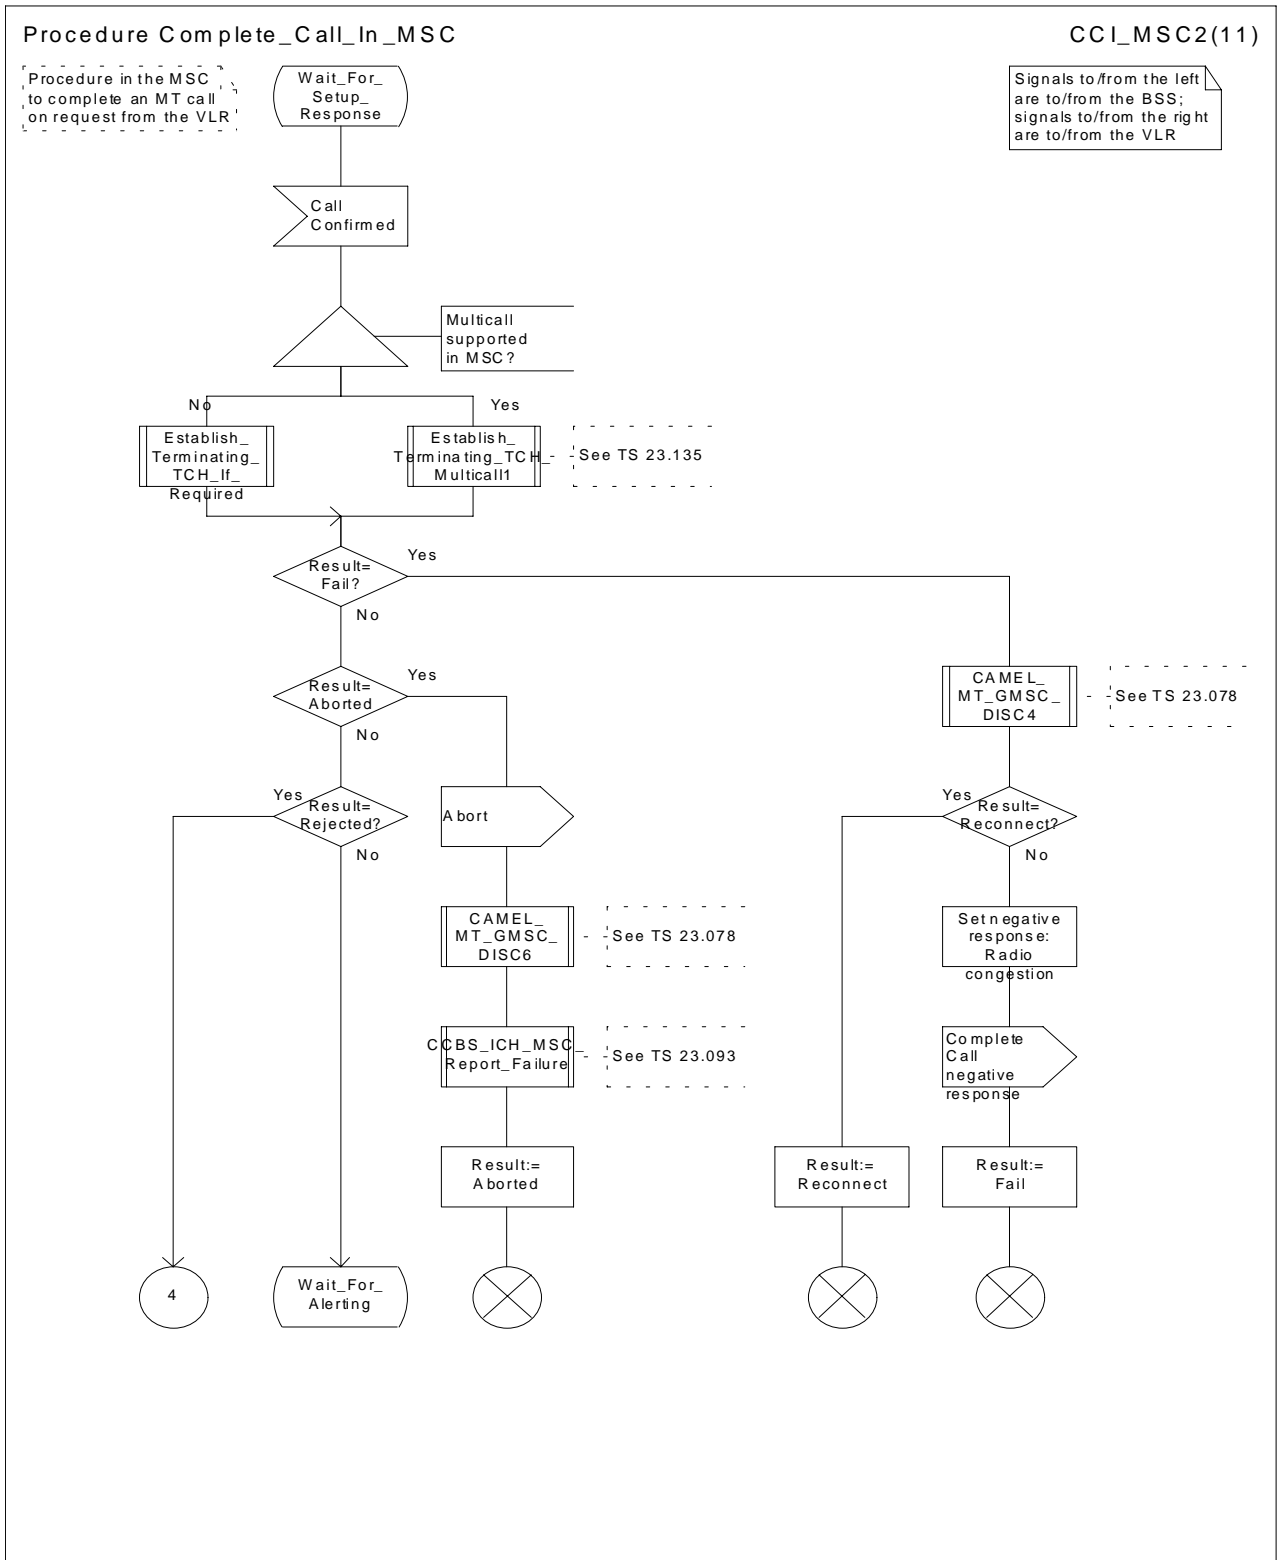 Procedure Complete_Call_In_MSC
CCI_MSC2(11)
Procedure in the MSC
to complete an MT call
on request from the VLR
Wait_For_
Setup_
Response
Signals to/from the left
are to/from the BSS;
signals to/from the right
are to/from the VLR
Call
Confirmed
Multicall
supported
in MSC?
No
Yes
Establish_
Terminating_
TCH_If_
Required
Establish_
Terminating_TCH_
Multicall1
See TS 23.135
Result=
Fail?
Yes
No
Result=
Aborted
Yes
No
CAMEL_
MT_GMSC_
DISC4
See TS 23.078
Yes
Result=
Rejected?
No
Abort
Yes
Result=
Reconnect?
No
CAMEL_
MT_GMSC_
DISC6
See TS 23.078
Set negative
response:
Radio
congestion
CCBS_ICH_MSC_
Report_Failure
See TS 23.093
Complete
Call
negative
response
Result:=
Aborted
Result:=
Reconnect
Result:=
Fail
4
Wait_For_
Alerting